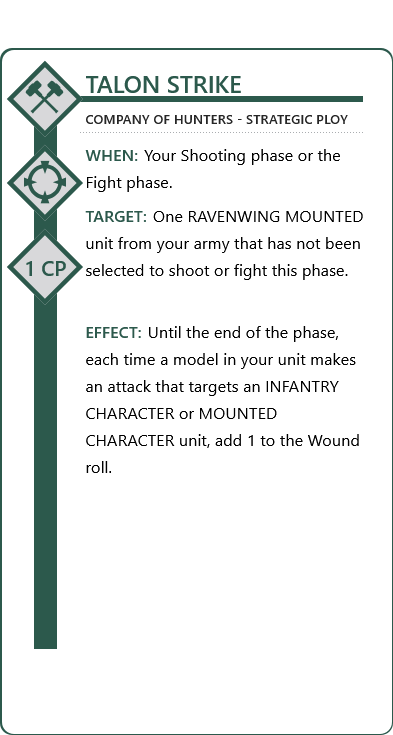 TALON STRIKE
COMPANY OF HUNTERS - STRATEGIC PLOY
WHEN: Your Shooting phase or the
Fight phase.
TARGET: One RAVENWING MOUNTED
unit from your army that has not been
selected to shoot or fight this phase.
1 CP
EFFECT: Until the end of the phase,
each time a model in your unit makes
an attack that targets an INFANTRY
CHARACTER or MOUNTED
CHARACTER unit, add 1 to the Wound
roll.